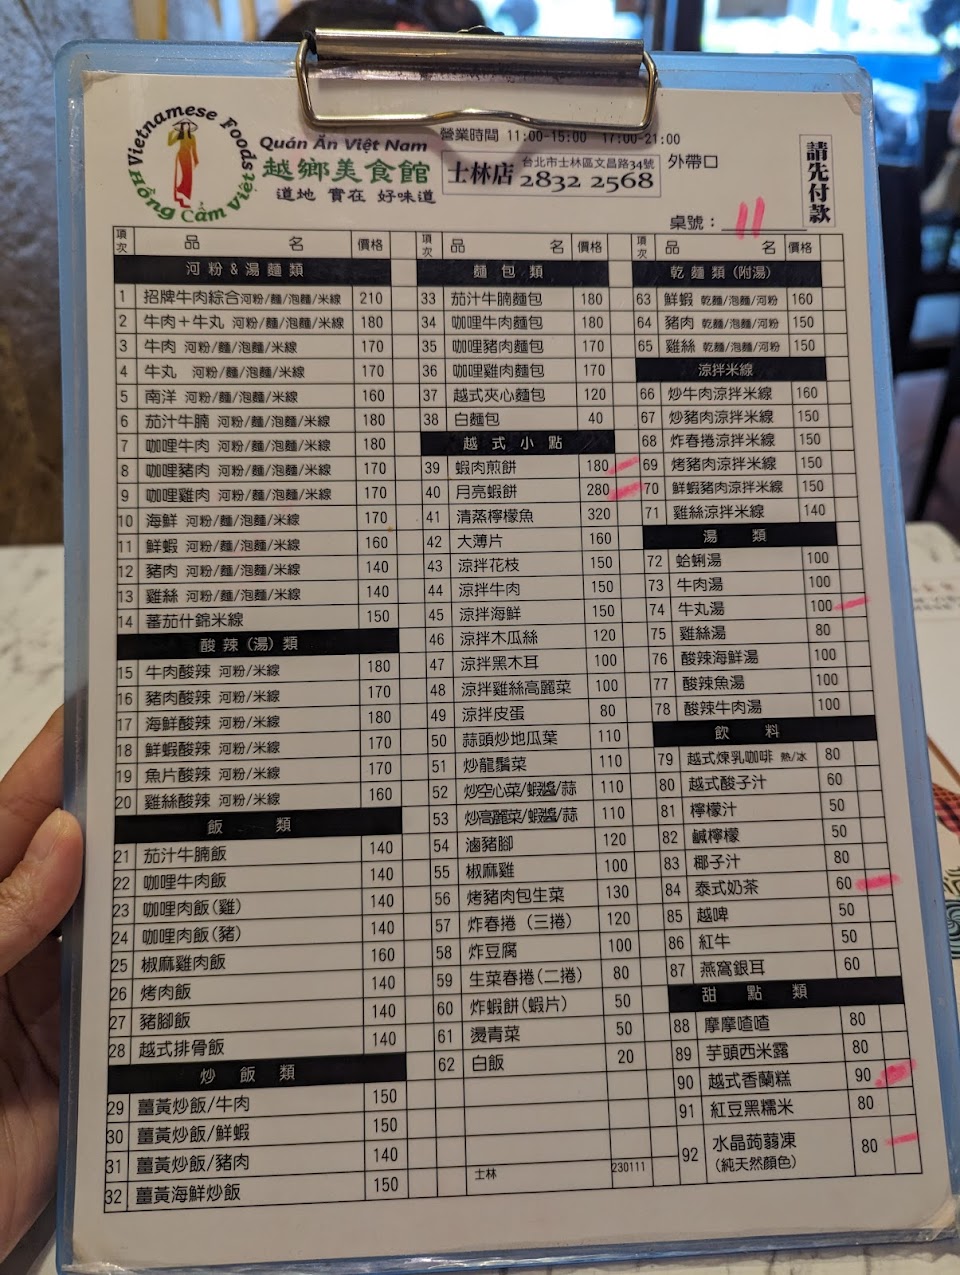 Vietnamese Foods
Hồng Cẩm Việt
Quán Ăn Việt Nam
越鄉美食館
道地 實在 好味道
營業時間 11:00-15:00 17:00-21:00
士林店
台北市士林區文昌路34號
2832 2568
外帶口
請先付款
桌號：11
項次 品名 價格
河粉&湯麵類
1 招牌牛肉綜合河粉/麵/泡麵/米線 210
2 牛肉+牛丸 河粉/麵/泡麵/米線 180
3 牛肉 河粉/麵/泡麵/米線 170
4 牛丸 河粉/麵/泡麵/米線 170
5 南洋 河粉/麵/泡麵/米線 160
6 茄汁牛腩 河粉/麵/泡麵/米線 180
7 咖哩牛肉 河粉/麵/泡麵/米線 180
8 咖哩豬肉 河粉/麵/泡麵/米線 170
9 咖哩雞肉 河粉/麵/泡麵/米線 170
10 海鮮 河粉/麵/泡麵/米線 170
11 鮮蝦 河粉/麵/泡麵/米線 160
12 豬肉 河粉/麵/泡麵/米線 140
13 雞絲 河粉/麵/泡麵/米線 140
14 蕃茄什錦米線 150
酸辣(湯)類
15 牛肉酸辣 河粉/米線 180
16 豬肉酸辣 河粉/米線 170
17 海鮮酸辣 河粉/米線 180
18 鮮蝦酸辣 河粉/米線 170
19 魚片酸辣 河粉/米線 170
20 雞絲酸辣 河粉/米線 160
飯類
21 茄汁牛腩飯 140
22 咖哩牛肉飯 140
23 咖哩肉飯(雞) 140
24 咖哩肉飯(豬) 140
25 椒麻雞肉飯 160
26 烤肉飯 140
27 豬腳飯 140
28 越式排骨飯 140
炒飯類
29 薑黃炒飯/牛肉 150
30 薑黃炒飯/鮮蝦 150
31 薑黃炒飯/豬肉 140
32 薑黃海鮮炒飯 150
項次 品名 價格
麵包類
33 茄汁牛腩麵包 180
34 咖哩牛肉麵包 180
35 咖哩豬肉麵包 170
36 咖哩雞肉麵包 170
37 越式夾心麵包 120
38 白麵包 40
越式小點
39 蝦肉煎餅 180
40 月亮蝦餅 280
41 清蒸檸檬魚 320
42 大薄片 160
43 涼拌花枝 150
44 涼拌牛肉 150
45 涼拌海鮮 150
46 涼拌木瓜絲 120
47 涼拌黑木耳 100
48 涼拌雞絲高麗菜 100
49 涼拌皮蛋 80
50 蒜頭炒地瓜葉 110
51 炒龍鬚菜 110
52 炒空心菜/蝦醬/蒜 110
53 炒高麗菜/蝦醬/蒜 110
54 滷豬腳 120
55 椒麻雞 100
56 烤豬肉包生菜 130
57 炸春捲 (三捲) 120
58 炸豆腐 100
59 生菜春捲(二捲) 80
60 炸蝦餅(蝦片) 50
61 燙青菜 50
62 白飯 20
士林 230111
項次 品名 價格
乾麵類 (附湯)
63 鮮蝦 乾麵/泡麵/河粉 160
64 豬肉 乾麵/泡麵/河粉 150
65 雞絲 乾麵/泡麵/河粉 150
涼拌米線
66 炒牛肉涼拌米線 160
67 炒豬肉涼拌米線 150
68 炸春捲涼拌米線 150
69 烤豬肉涼拌米線 150
70 鮮蝦豬肉涼拌米線 150
71 雞絲涼拌米線 140
湯類
72 蛤蜊湯 100
73 牛肉湯 100
74 牛丸湯 100
75 雞絲湯 80
76 酸辣海鮮湯 100
77 酸辣魚湯 100
78 酸辣牛肉湯 100
飲料
79 越式煉乳咖啡 熱/冰 80
80 越式酸子汁 60
81 檸檬汁 50
82 鹹檸檬 50
83 椰子汁 80
84 泰式奶茶 60
85 越啤 50
86 紅牛 50
87 燕窩銀耳 60
甜點類
88 摩摩喳喳 80
89 芋頭西米露 80
90 越式香蘭糕 90
91 紅豆黑糯米 80
92 水晶蒟蒻凍 80
(純天然顏色)